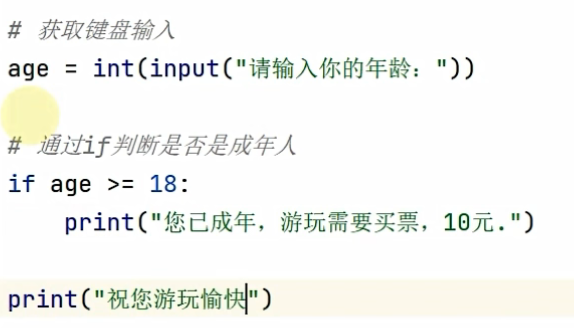 # 获取键盘输入
age = int(input("请输入你的年龄："))
# 通过if判断是否是成年人
if age >= 18:
    print("您已成年，游玩需要买票，10元.")
print("祝您游玩愉快")